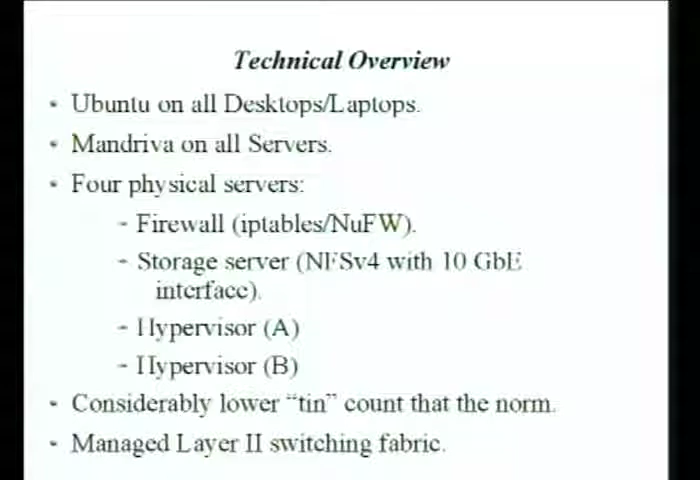 Technical Overview
• Ubuntu on all Desktops/Laptops.
• Mandriva on all Servers.
• Four physical servers:
- Firewall (iptables/NuFW).
- Storage server (NFSv4 with 10 GbE
interface).
- Hypervisor (A)
- Hypervisor (B)
• Considerably lower “tin” count that the norm.
• Managed Layer II switching fabric.